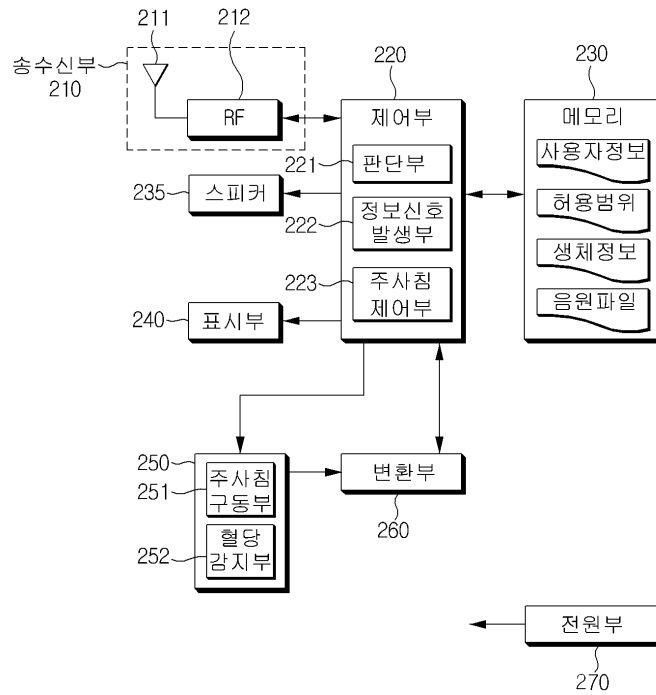 211
212
송수신부
210
RF
220
제어부
230
메모리
221
판단부
사용자정보
235
스피커
222
정보신호
발생부
허용범위
생체정보
223
주사침
제어부
음원파일
240
표시부
250
251
주사침
구동부
252
혈당
감지부
변환부
260
전원부
270